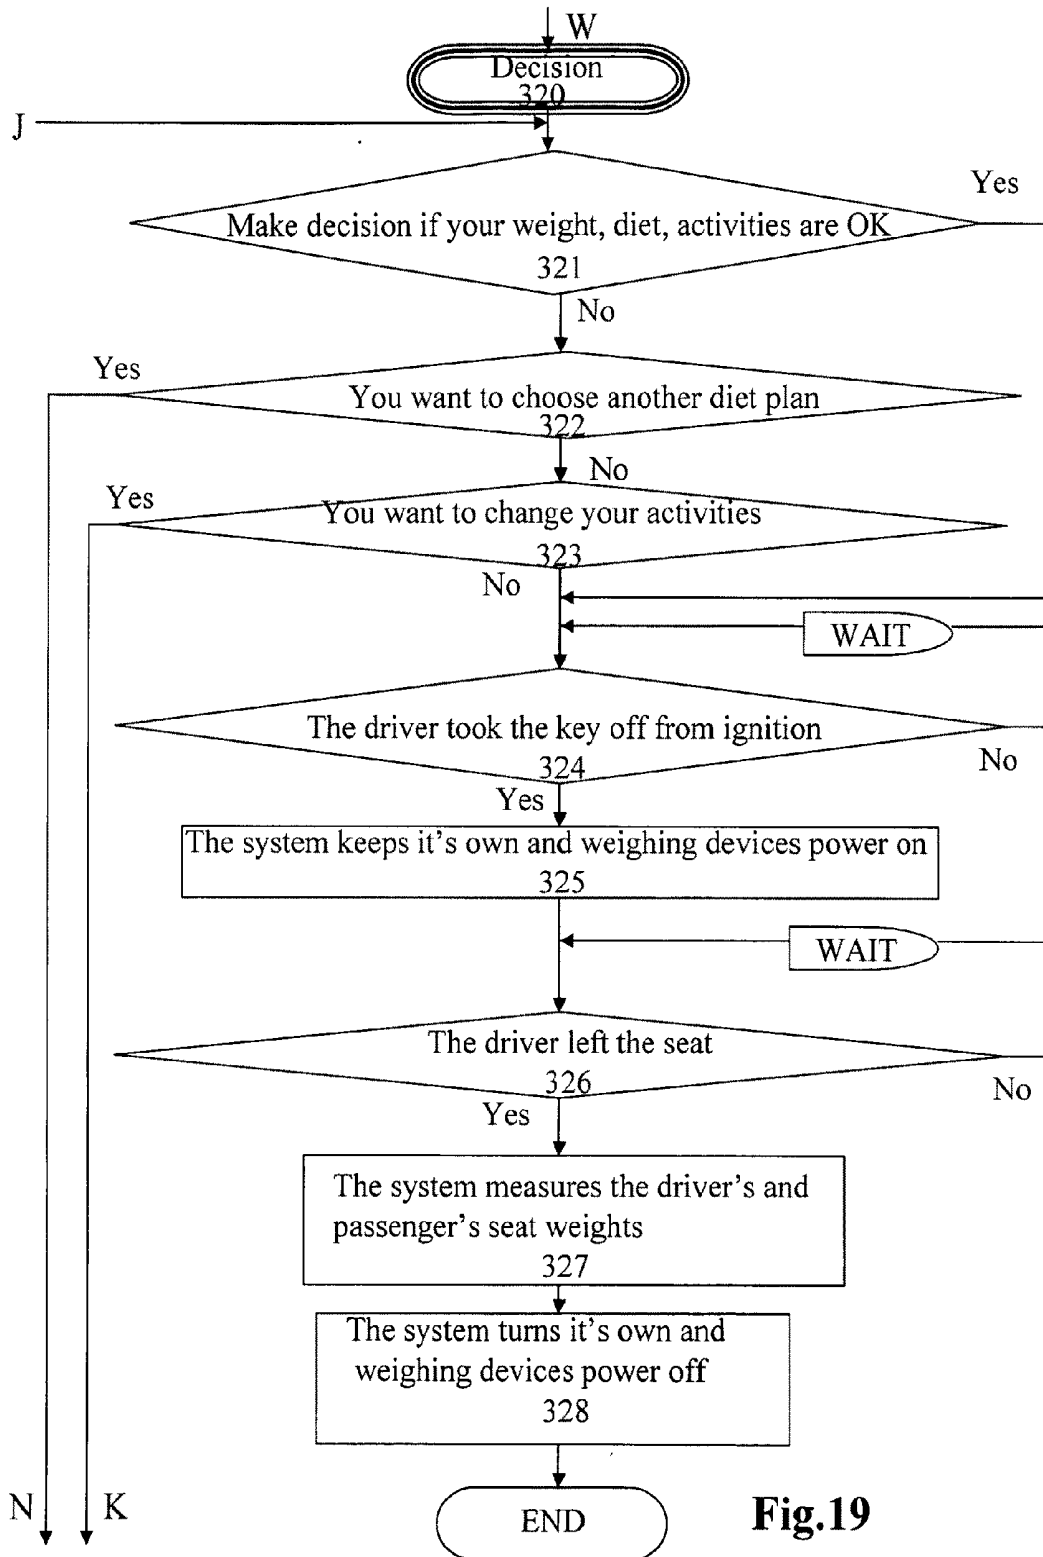 W
Decision
320
J
Yes
Make decision if your weight, diet, activities are OK
321
No
Yes
You want to choose another diet plan
322
No
Yes
You want to change your activities
323
No
WAIT
The driver took the key off from ignition
324
No
Yes
The system keeps it's own and weighing devices power on
325
WAIT
The driver left the seat
326
No
Yes
The system measures the driver's and
passenger's seat weights
327
The system turns it's own and
weighing devices power off
328
N
K
END
Fig.19